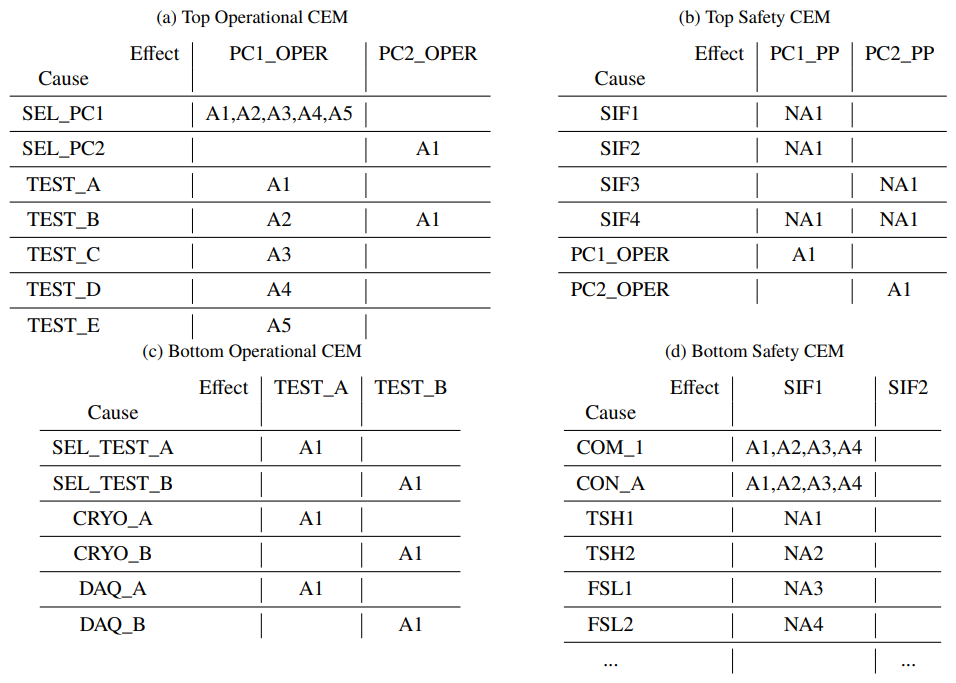 (a) Top Operational CEM
Effect PC1_OPER PC2_OPER
Cause
SEL_PC1 A1,A2,A3,A4,A5
SEL_PC2 A1
TEST_A A1
TEST_B A2 A1
TEST_C A3
TEST_D A4
TEST_E A5
(b) Top Safety CEM
Effect PC1_PP PC2_PP
Cause
SIF1 NA1
SIF2 NA1
SIF3 NA1
SIF4 NA1 NA1
PC1_OPER A1
PC2_OPER A1
(c) Bottom Operational CEM
Effect TEST_A TEST_B
Cause
SEL_TEST_A A1
SEL_TEST_B A1
CRYO_A A1
CRYO_B A1
DAQ_A A1
DAQ_B A1
(d) Bottom Safety CEM
Effect SIF1 SIF2
Cause
COM_1 A1,A2,A3,A4
CON_A A1,A2,A3,A4
TSH1 NA1
TSH2 NA2
FSL1 NA3
FSL2 NA4
... ...